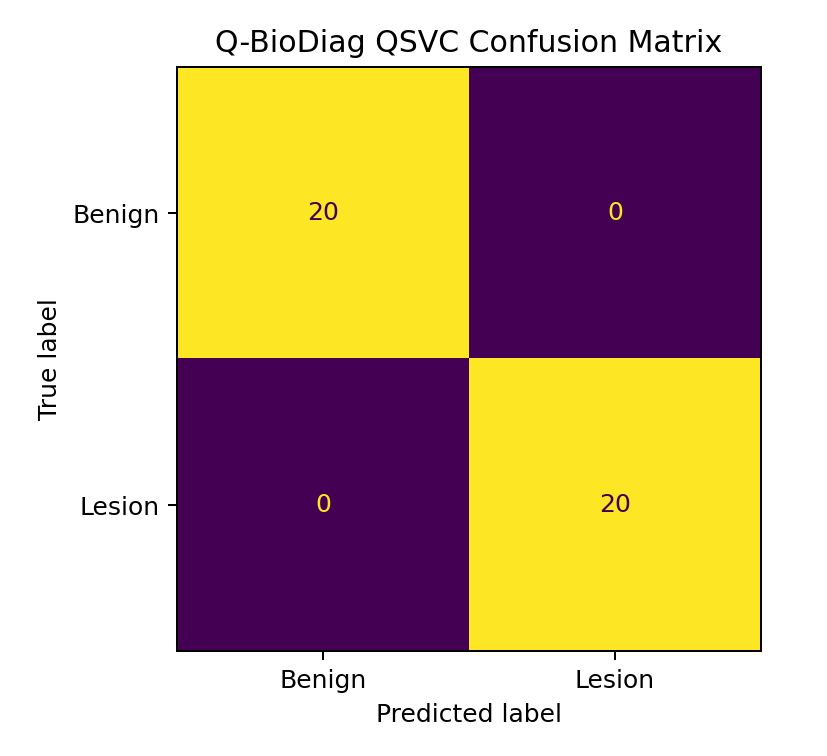 Q-BioDiag QSVC Confusion Matrix
Benign
20
0
True label
Lesion
0
20
Benign
Lesion
Predicted label